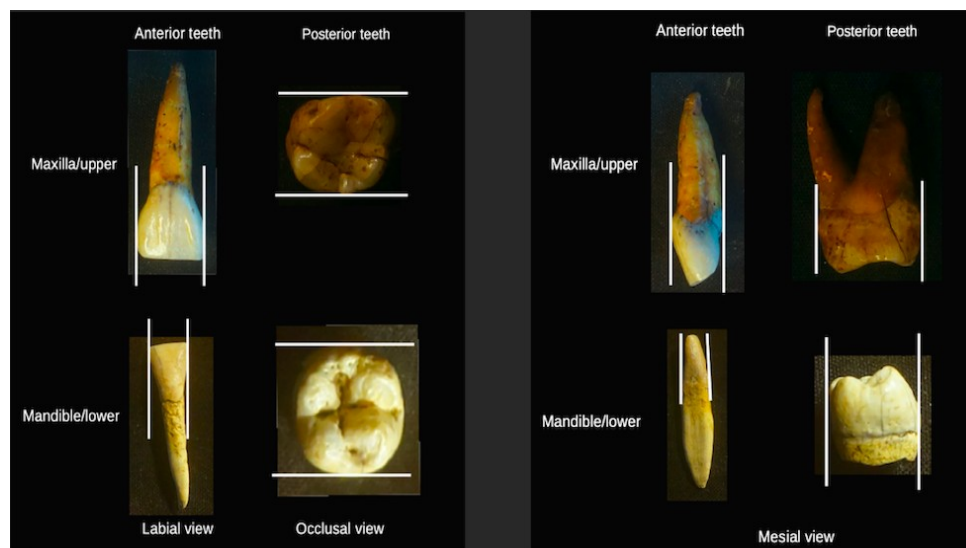 Anterior teeth
Posterior teeth
Maxilla/upper
Mandible/lower
Labial view
Occlusal view
Anterior teeth
Posterior teeth
Maxilla/upper
Mandible/lower
Mesial view